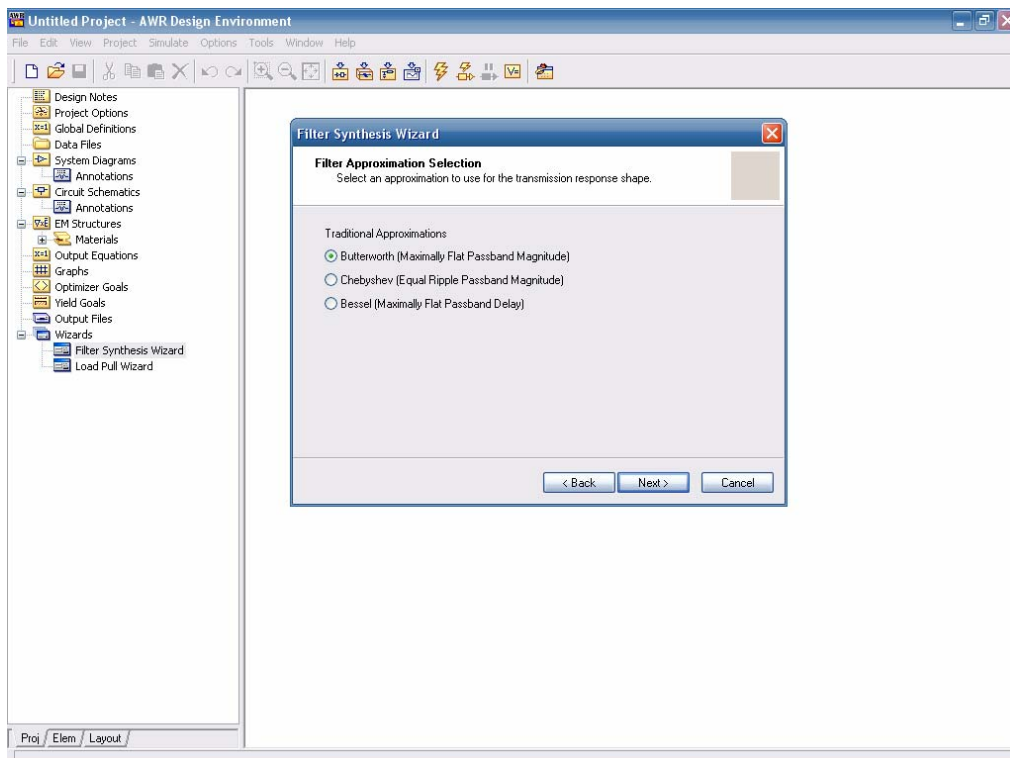 Untitled Project - AWR Design Environment
File Edit View Project Simulate Options Tools Window Help
Design Notes
Project Options
Global Definitions
Data Files
System Diagrams
Annotations
Circuit Schematics
Annotations
EM Structures
Materials
Output Equations
Graphs
Optimizer Goals
Yield Goals
Output Files
Wizards
Filter Synthesis Wizard
Load Pull Wizard
Proj Elem Layout
Filter Synthesis Wizard
Filter Approximation Selection
Select an approximation to use for the transmission response shape.
Traditional Approximations
Butterworth (Maximally Flat Passband Magnitude)
Chebyshev (Equal Ripple Passband Magnitude)
Bessel (Maximally Flat Passband Delay)
< Back Next > Cancel